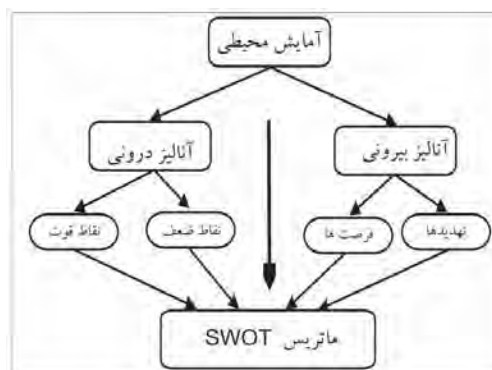 آمایش محیطی
آنالیز بیرونی
آنالیز درونی
تهدیدها
فرصت ها
نقاط ضعف
نقاط قوت
ماتریس SWOT